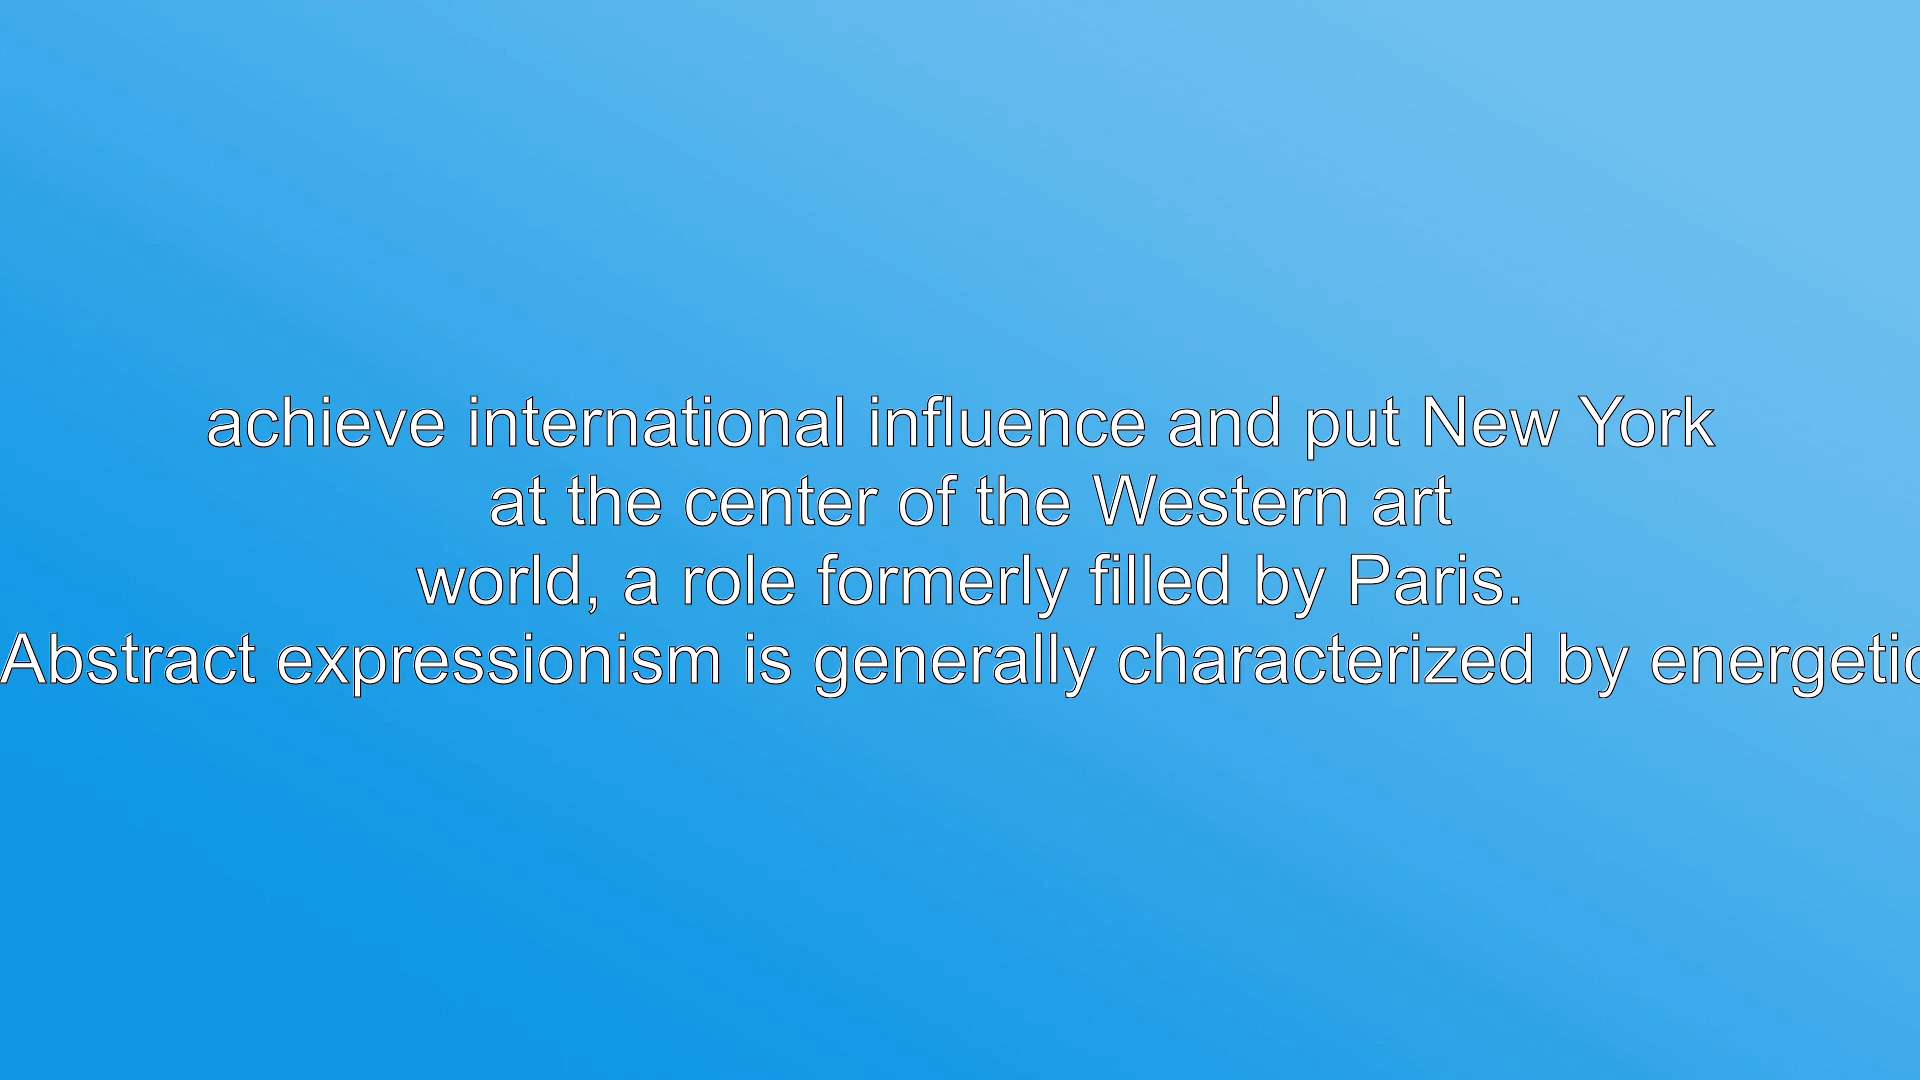 achieve international influence and put New York
at the center of the Western art
world, a role formerly filled by Paris.
Abstract expressionism is generally characterized by energetic